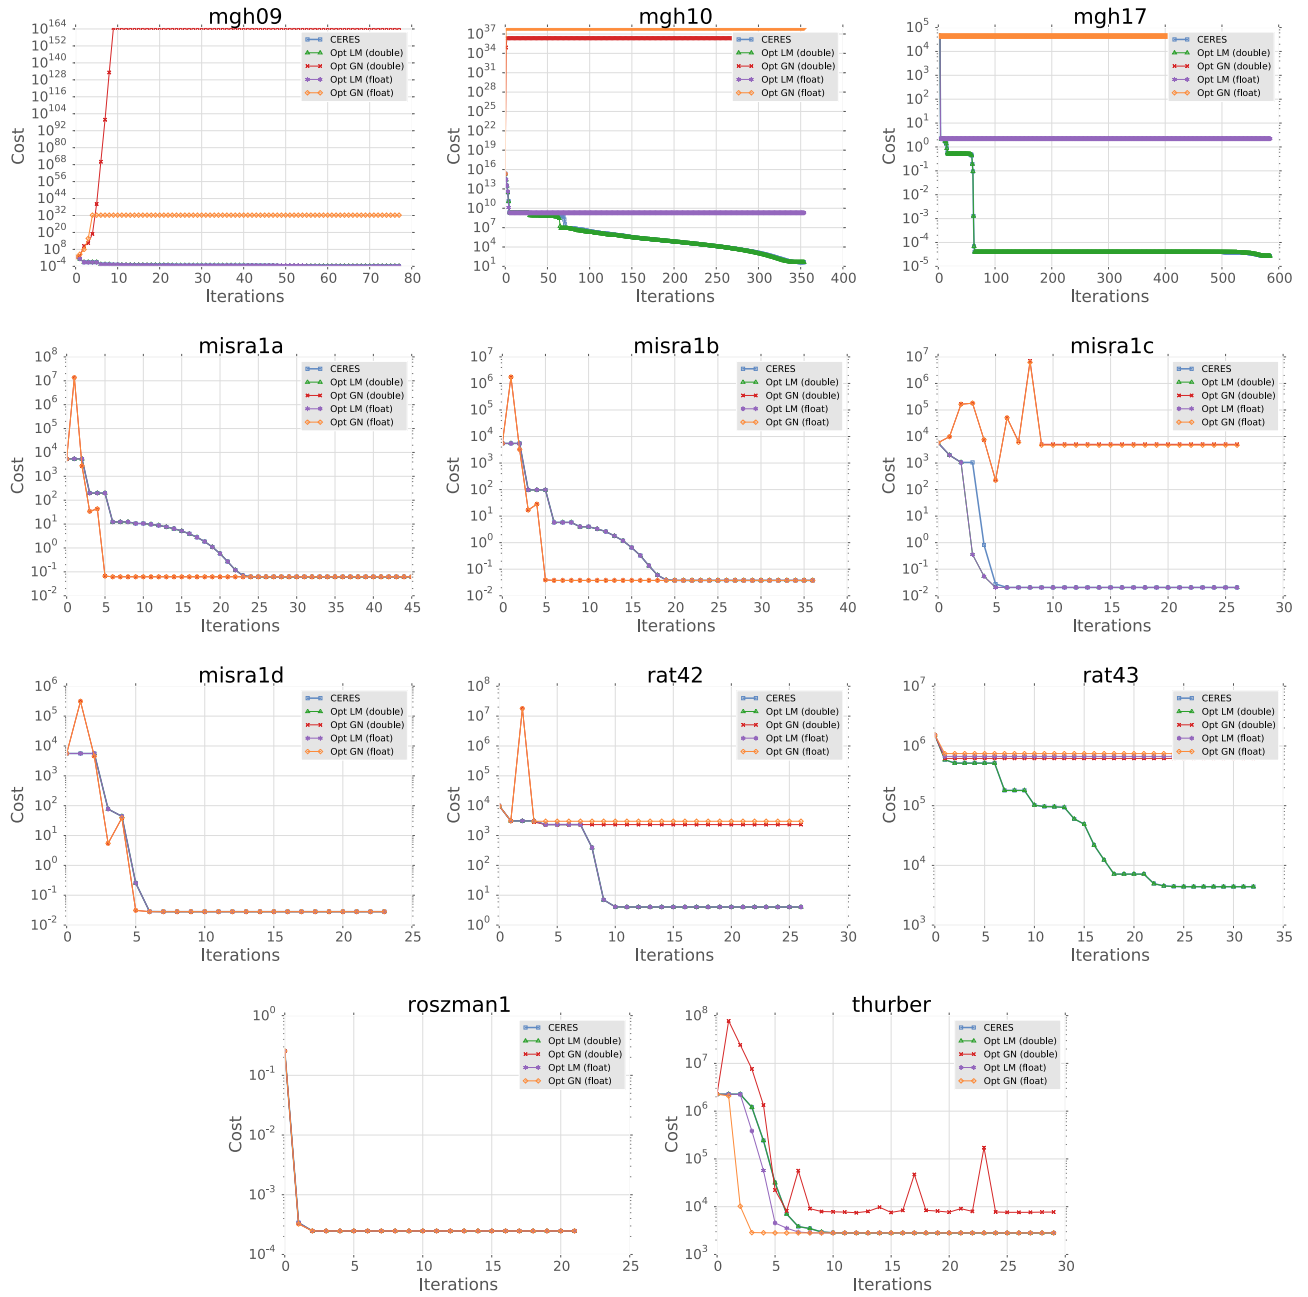 mgh09
10^164
10^152
10^140
10^128
10^116
10^104
10^92
10^80
10^68
10^56
10^44
10^32
10^20
10^8
10^-4
Cost
CERES
Opt LM (double)
Opt GN (double)
Opt LM (float)
Opt GN (float)
0 10 20 30 40 50 60 70 80
Iterations
mgh10
10^37
10^34
10^31
10^28
10^25
10^22
10^19
10^16
10^13
10^10
10^7
10^4
10^1
Cost
CERES
Opt LM (double)
Opt GN (double)
Opt LM (float)
Opt GN (float)
0 50 100 150 200 250 300 350 400
Iterations
mgh17
10^5
10^4
10^3
10^2
10^1
10^0
10^-1
10^-2
10^-3
10^-4
10^-5
Cost
CERES
Opt LM (double)
Opt GN (double)
Opt LM (float)
Opt GN (float)
0 100 200 300 400 500 600
Iterations
misra1a
10^8
10^7
10^6
10^5
10^4
10^3
10^2
10^1
10^0
10^-1
10^-2
Cost
CERES
Opt LM (double)
Opt GN (double)
Opt LM (float)
Opt GN (float)
0 5 10 15 20 25 30 35 40 45
Iterations
misra1b
10^7
10^6
10^5
10^4
10^3
10^2
10^1
10^0
10^-1
10^-2
Cost
CERES
Opt LM (double)
Opt GN (double)
Opt LM (float)
Opt GN (float)
0 5 10 15 20 25 30 35 40
Iterations
misra1c
10^7
10^6
10^5
10^4
10^3
10^2
10^1
10^0
10^-1
10^-2
Cost
CERES
Opt LM (double)
Opt GN (double)
Opt LM (float)
Opt GN (float)
0 5 10 15 20 25 30
Iterations
misra1d
10^6
10^5
10^4
10^3
10^2
10^1
10^0
10^-1
10^-2
Cost
CERES
Opt LM (double)
Opt GN (double)
Opt LM (float)
Opt GN (float)
0 5 10 15 20 25
Iterations
rat42
10^8
10^7
10^6
10^5
10^4
10^3
10^2
10^1
10^0
Cost
CERES
Opt LM (double)
Opt GN (double)
Opt LM (float)
Opt GN (float)
0 5 10 15 20 25 30
Iterations
rat43
10^7
10^6
10^5
10^4
10^3
Cost
CERES
Opt LM (double)
Opt GN (double)
Opt LM (float)
Opt GN (float)
0 5 10 15 20 25 30 35
Iterations
roszman1
10^0
10^-1
10^-2
10^-3
10^-4
Cost
CERES
Opt LM (double)
Opt GN (double)
Opt LM (float)
Opt GN (float)
0 5 10 15 20 25
Iterations
thurber
10^8
10^7
10^6
10^5
10^4
10^3
Cost
CERES
Opt LM (double)
Opt GN (double)
Opt LM (float)
Opt GN (float)
0 5 10 15 20 25 30
Iterations